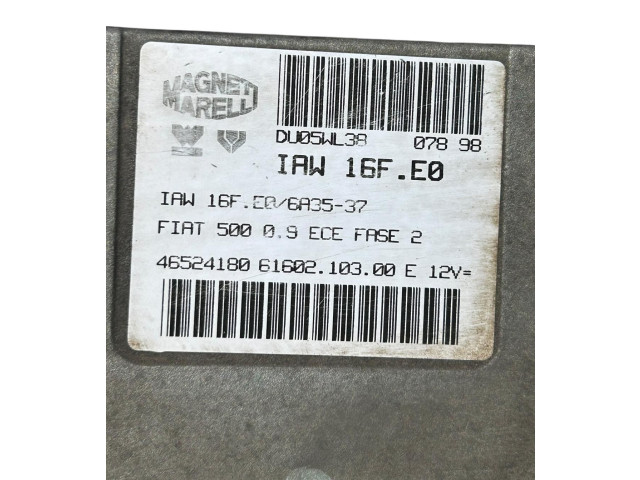 MAGNETI
MARELLI
DU05WL38 078 98
IAW 16F.E0
IAW 16F.E0/6A35-37
FIAT 500 0.9 ECE FASE 2
46524180 61602.103.00 E 12V=